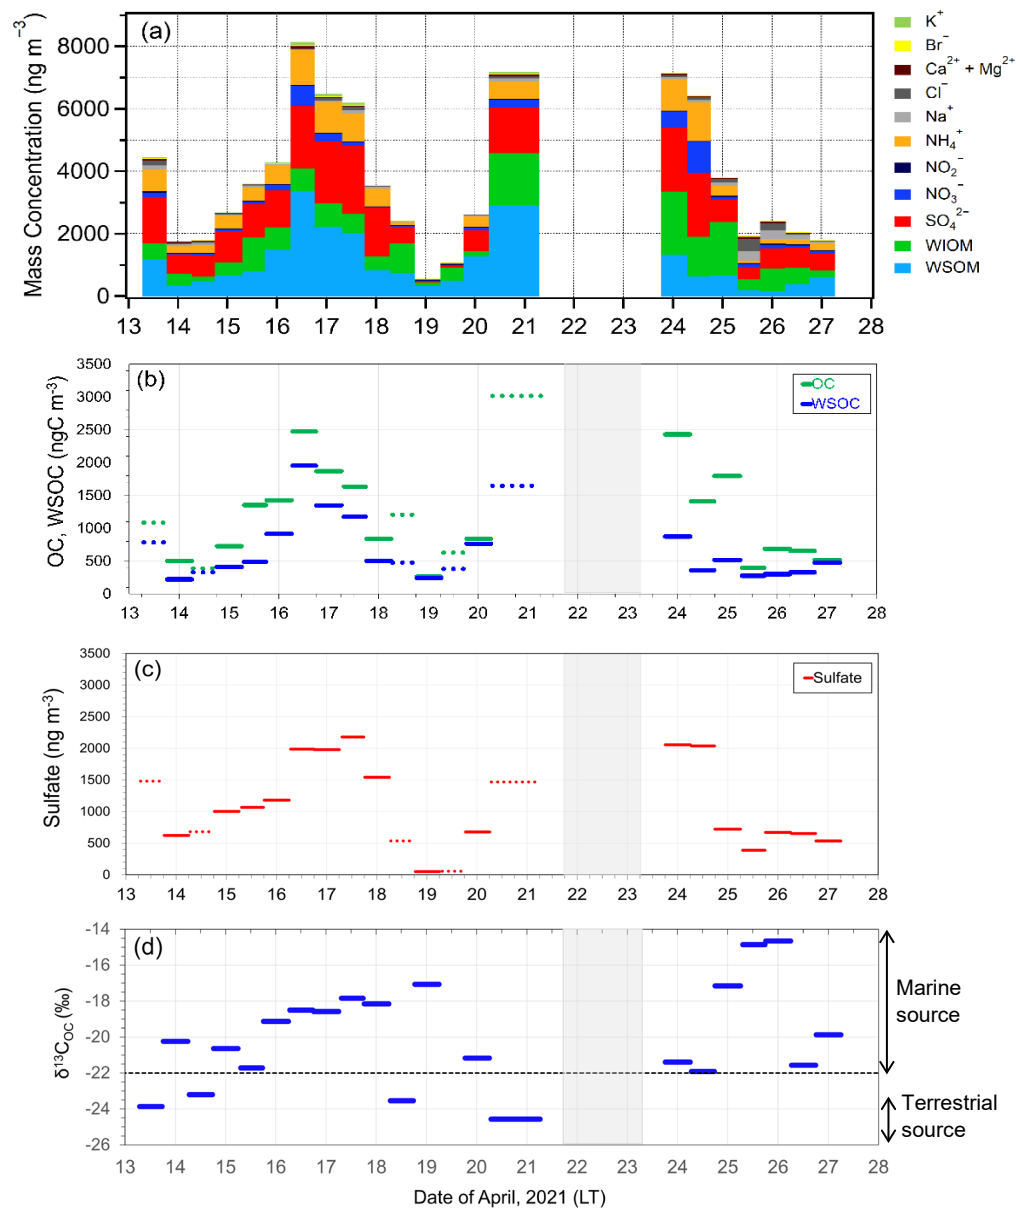 (a)
Mass Concentration (ng m⁻³)
8000
6000
4000
2000
0
13 14 15 16 17 18 19 20 21 22 23 24 25 26 27 28
K⁺
Br⁻
Ca²⁺ + Mg²⁺
Cl⁻
Na⁺
NH₄⁺
NO₂⁻
NO₃⁻
SO₄²⁻
WIOM
WSOM
(b)
OC, WSOC (ngC m⁻³)
3500
3000
2500
2000
1500
1000
500
0
OC
WSOC
13 14 15 16 17 18 19 20 21 22 23 24 25 26 27 28
(c)
Sulfate (ng m⁻³)
3500
3000
2500
2000
1500
1000
500
0
Sulfate
13 14 15 16 17 18 19 20 21 22 23 24 25 26 27 28
(d)
δ¹³C_OC (‰)
-14
-16
-18
-20
-22
-24
-26
Marine
source
Terrestrial
source
13 14 15 16 17 18 19 20 21 22 23 24 25 26 27 28
Date of April, 2021 (LT)